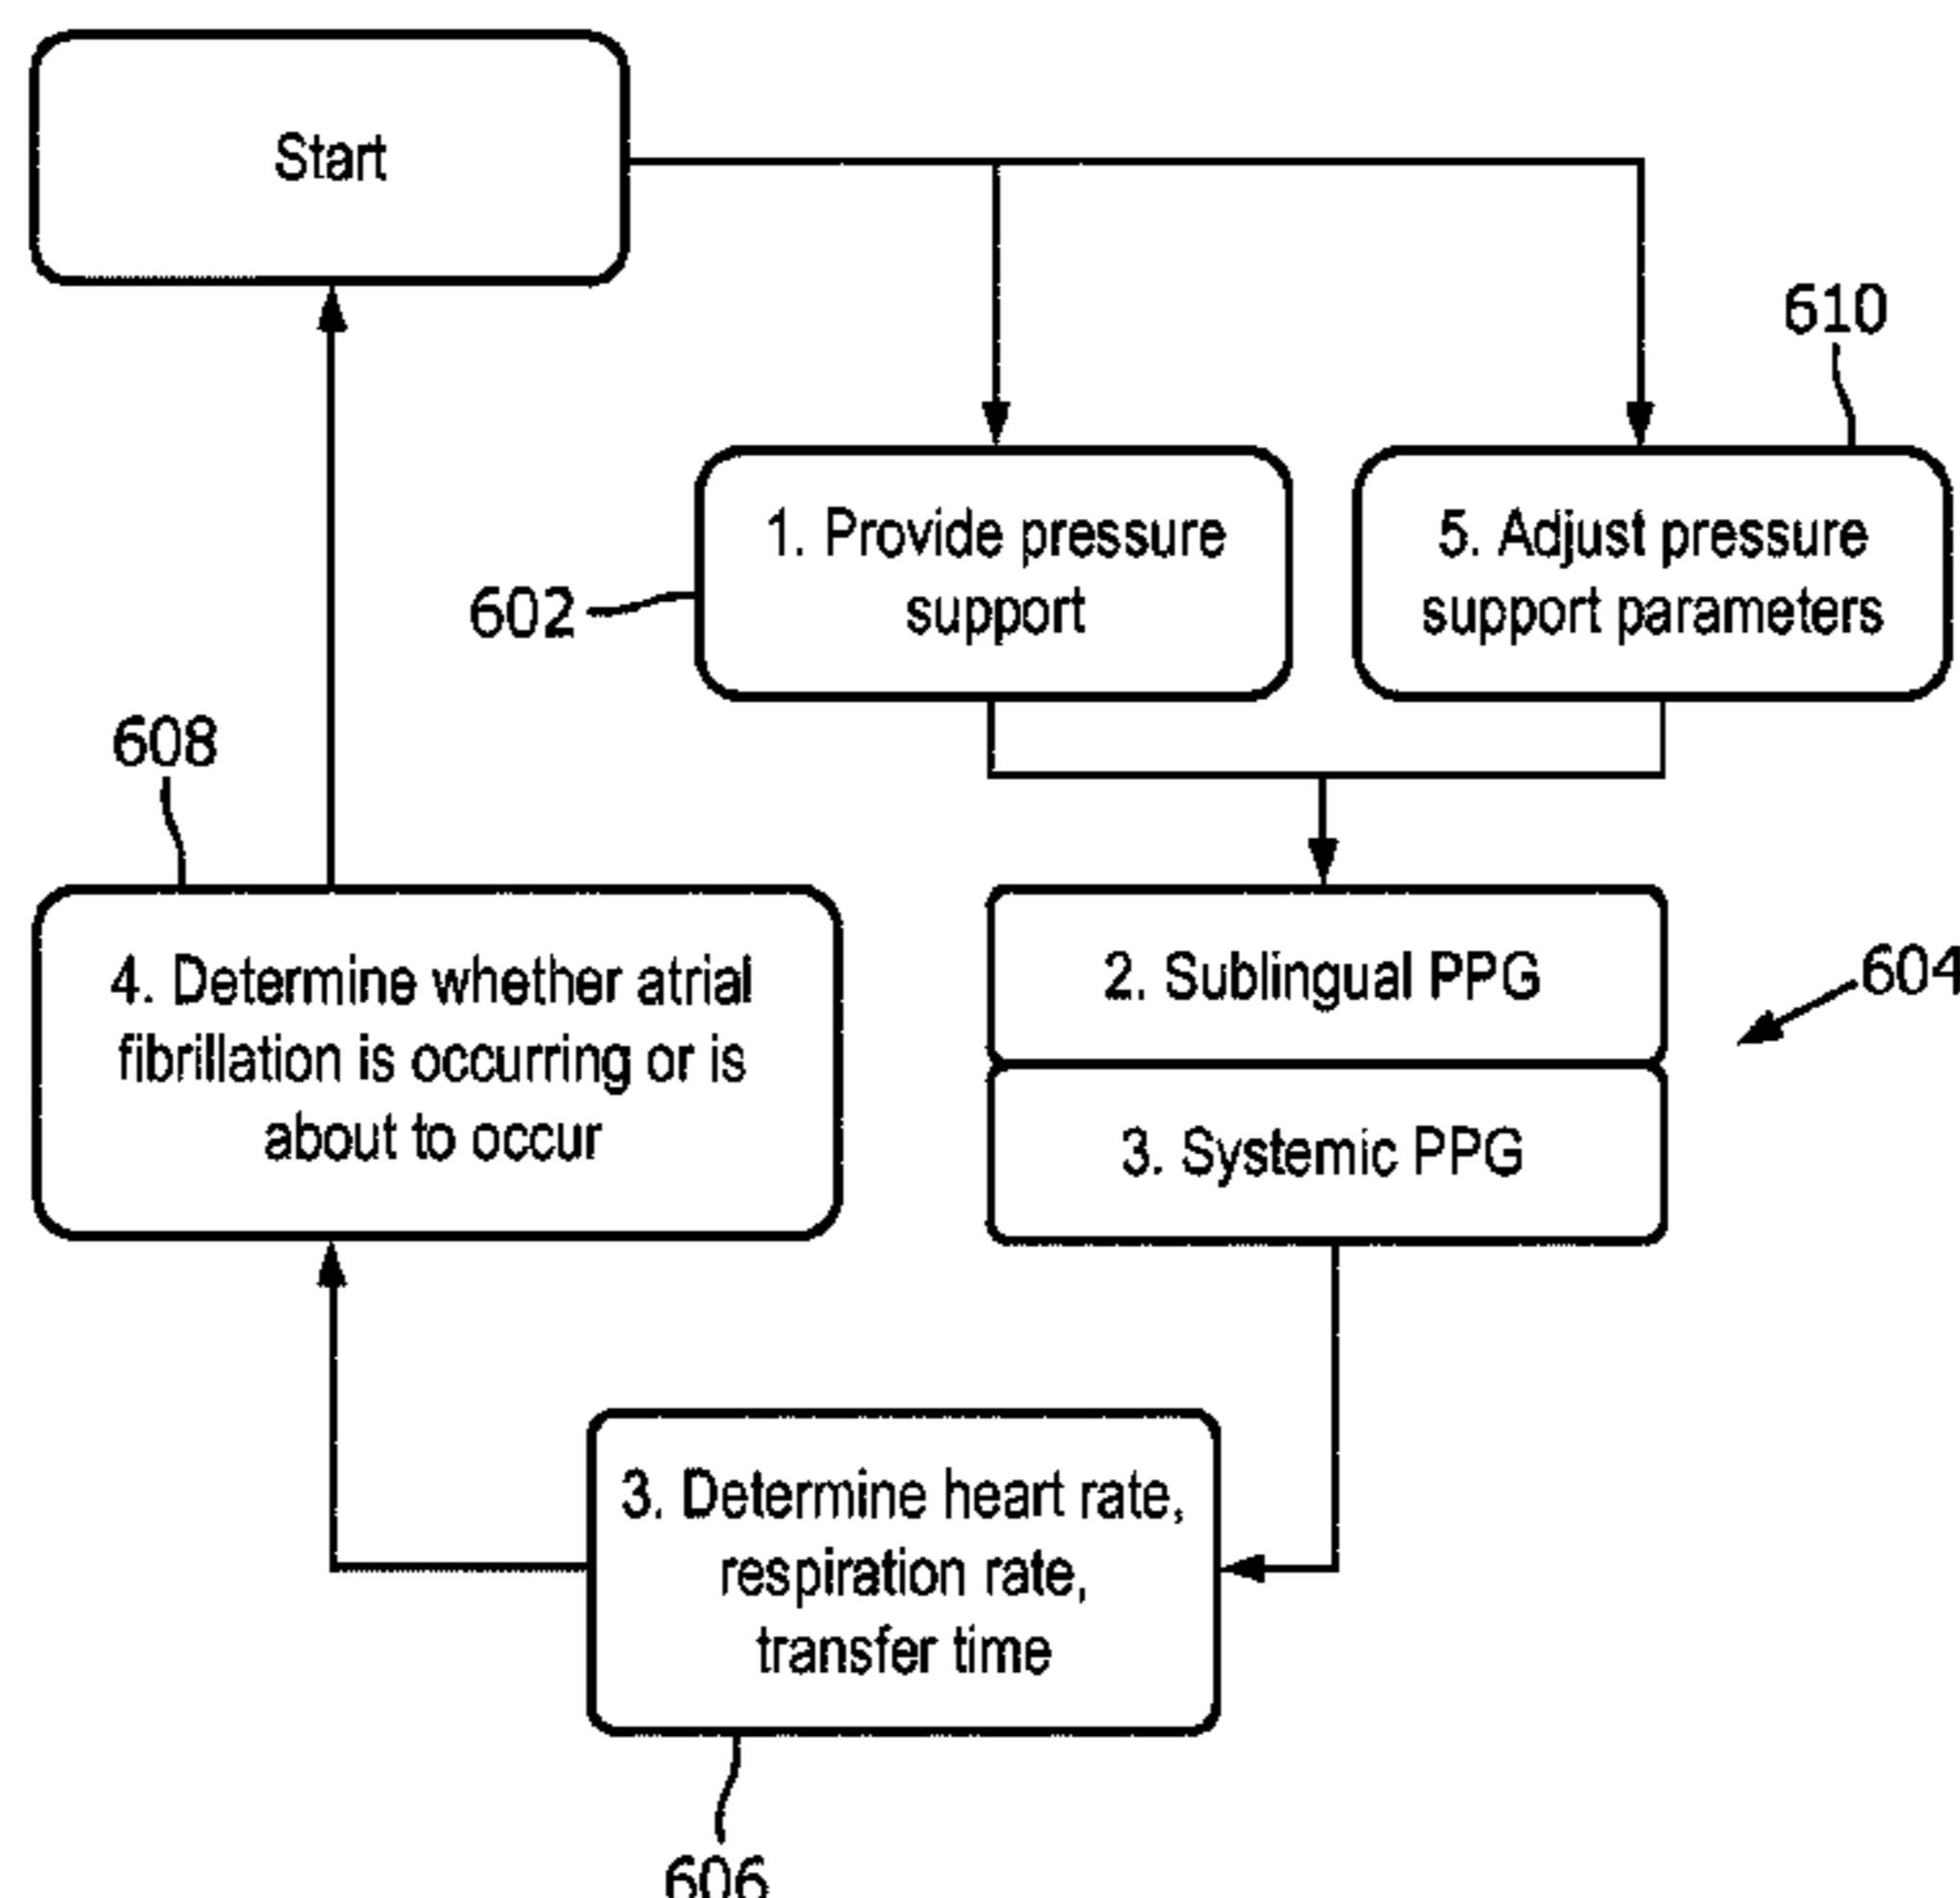 Start
610
1. Provide pressure
support
5. Adjust pressure
support parameters
602
608
4. Determine whether atrial
fibrillation is occurring or is
about to occur
2. Sublingual PPG
604
3. Systemic PPG
3. Determine heart rate,
respiration rate,
transfer time
606